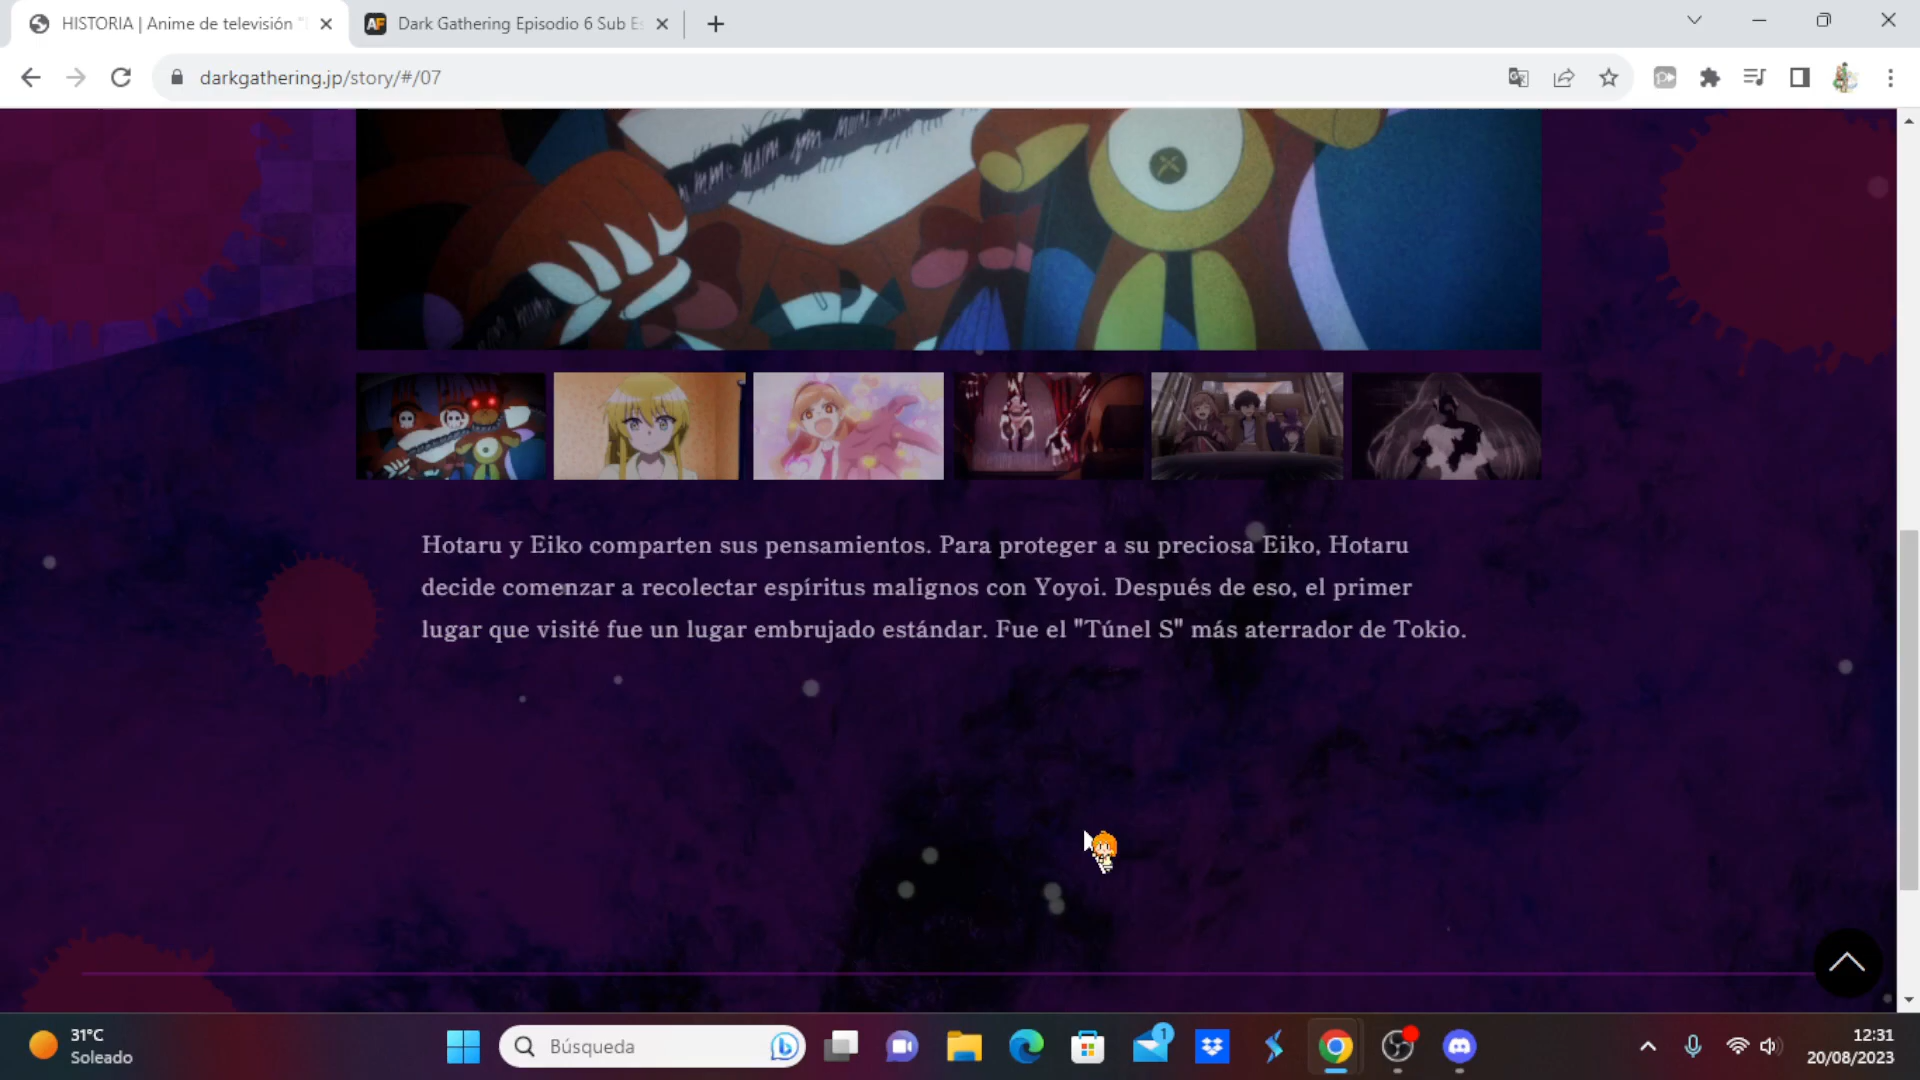 HISTORIA | Anime de televisión "
Dark Gathering Episodio 6 Sub Es
darkgathering.jp/story/#/07
Hotaru y Eiko comparten sus pensamientos. Para proteger a su preciosa Eiko, Hotaru
decide comenzar a recolectar espíritus malignos con Yoyoi. Después de eso, el primer
lugar que visité fue un lugar embrujado estándar. Fue el "Túnel S" más aterrador de Tokio.
31°C
Soleado
Búsqueda
1
12:31
20/08/2023